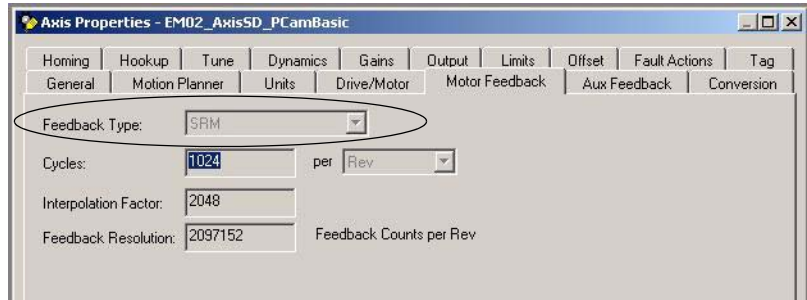 Axis Properties - EM02_AxisSD_PCamBasic
Homing Hookup Tune Dynamics Gains Output Limits Offset Fault Actions Tag
General Motion Planner Units Drive/Motor Motor Feedback Aux Feedback Conversion
Feedback Type: SRM
Cycles: 1024 per Rev
Interpolation Factor: 2048
Feedback Resolution: 2097152 Feedback Counts per Rev